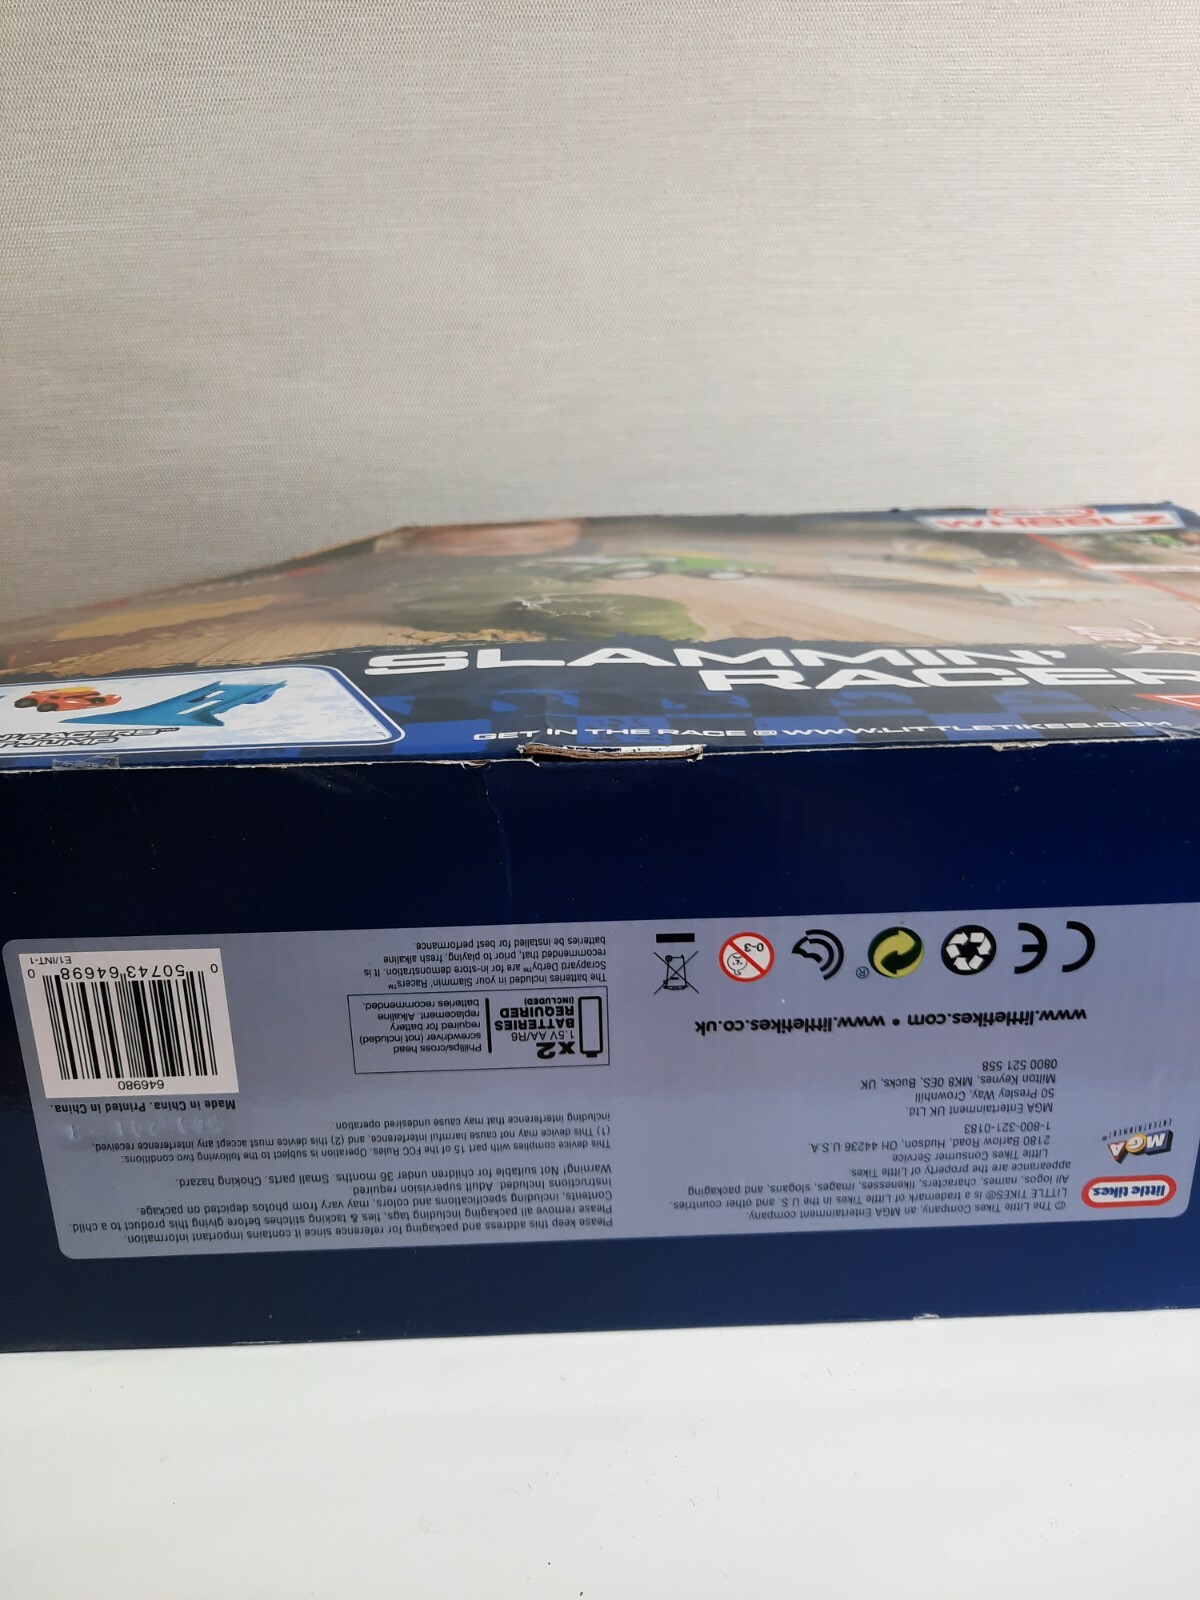 WHEELZ
SLAMMIN'
RACER
GET IN THE RACE @ WWW.LITTLETIKES.COM
RACERS™
JUMP
© The Little Tikes Company, an MGA Entertainment company.
LITTLE TIKES® is a trademark of Little Tikes in the U.S. and other countries.
All logos, names, characters, likenesses, images, slogans, and packaging
appearance are the property of Little Tikes.
little tikes
MGA
ENTERTAINMENT™
Little Tikes Consumer Service
2180 Barlow Road, Hudson, OH 44236 U.S.A
1-800-321-0183
MGA Entertainment UK Ltd.
50 Presley Way, Crownhill
Milton Keynes, MK8 0ES, Bucks, UK
0800 521 558
www.littletikes.com • www.littletikes.co.uk
CE
®
0-3
Please keep this address and packaging for reference since it contains important information.
Please remove all packaging including tags, ties & tacking stitches before giving this product to a child.
Contents, including specifications and colors, may vary from photos depicted on package.
Instructions included. Adult supervision required.
Warning! Not suitable for children under 36 months. Small parts. Choking hazard.
This device complies with part 15 of the FCC Rules. Operation is subject to the following two conditions:
(1) This device may not cause harmful interference, and (2) this device must accept any interference received,
including interference that may cause undesired operation.
x2
1.5V AA/R6
BATTERIES
REQUIRED
(INCLUDED)
Phillips/cross head
screwdriver (not included)
required for battery
replacement. Alkaline
batteries recommended.
The batteries included in your Slammin' Racers™
Scrapyard Derby™ are for in-store demonstration. It is
recommended that, prior to playing, fresh alkaline
batteries be installed for best performance.
Made in China. Printed in China.
646980
0 50743 64698 0
E1/INT-1